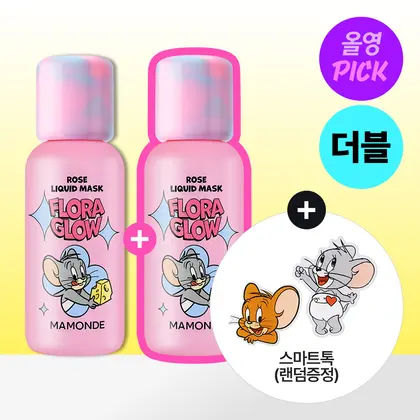 올영
PICK
더블
ROSE
LIQUID MASK
FLORA
GLOW
MAMONDE
+
ROSE
LIQUID MASK
FLORA
GLOW
MAMONDE
+
스마트톡
(랜덤증정)